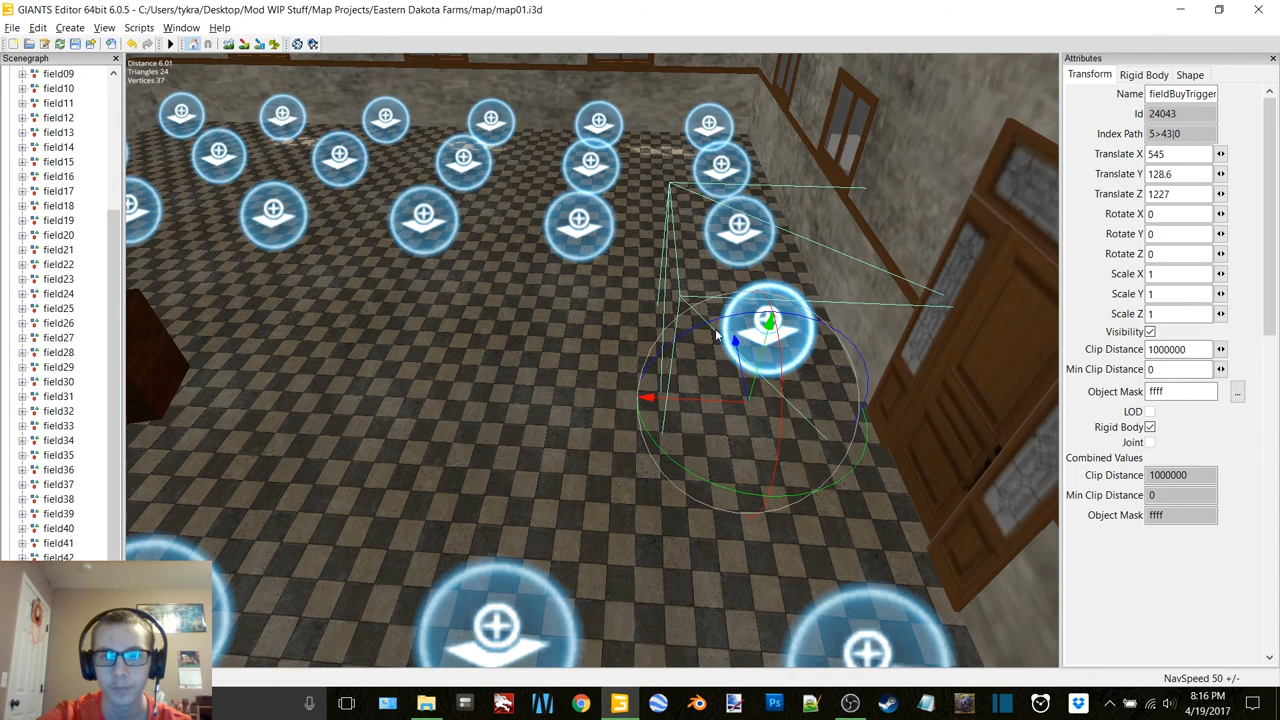 GIANTS Editor 64bit 6.0.5 - C:/Users/tykra/Desktop/Mod WIP Stuff/Map Projects/Eastern Dakota Farms/map/map01.i3d
File Edit Create View Scripts Window Help
Scenegraph
field09
field10
field11
field12
field13
field14
field15
field16
field17
field18
field19
field20
field21
field22
field23
field24
field25
field26
field27
field28
field29
field30
field31
field32
field33
field34
field35
field36
field37
field38
field39
field40
field41
field42
Distance 6.01
Triangles 24
Vertices 37
Attributes
Transform Rigid Body Shape
Name fieldBuyTrigger
Id 24043
Index Path 5>43|0
Translate X 545
Translate Y 128.6
Translate Z 1227
Rotate X 0
Rotate Y 0
Rotate Z 0
Scale X 1
Scale Y 1
Scale Z 1
Visibility
Clip Distance 1000000
Min Clip Distance 0
Object Mask ffff ...
LOD
Rigid Body
Joint
Combined Values
Clip Distance 1000000
Min Clip Distance 0
Object Mask ffff
NavSpeed 50 +/-
8:16 PM
4/19/2017